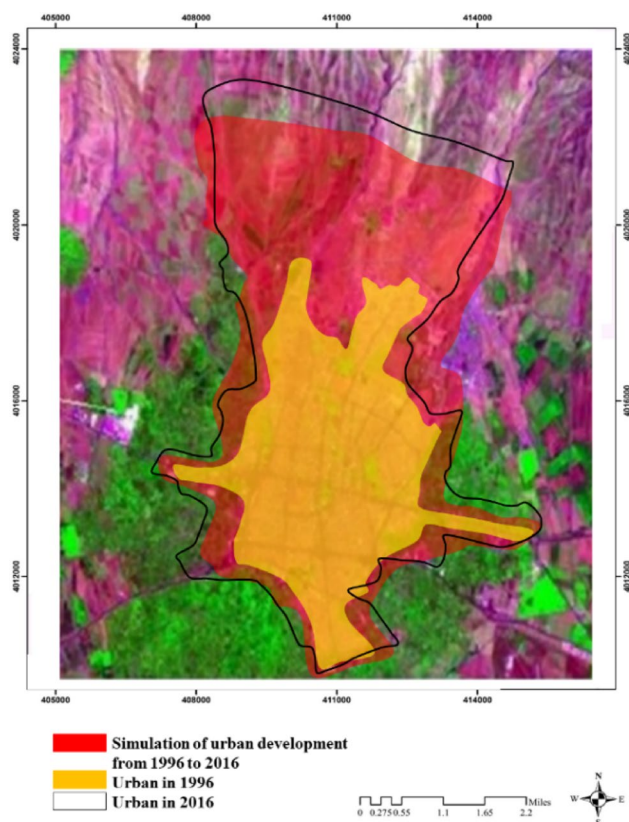 405000 408000 411000 414000
4024000 4024000
4020000 4020000
4016000 4016000
4012000 4012000
405000 408000 411000 414000
Simulation of urban development
from 1996 to 2016
Urban in 1996
Urban in 2016
Miles
0 0.275 0.55 1.1 1.65 2.2
N
W E
S